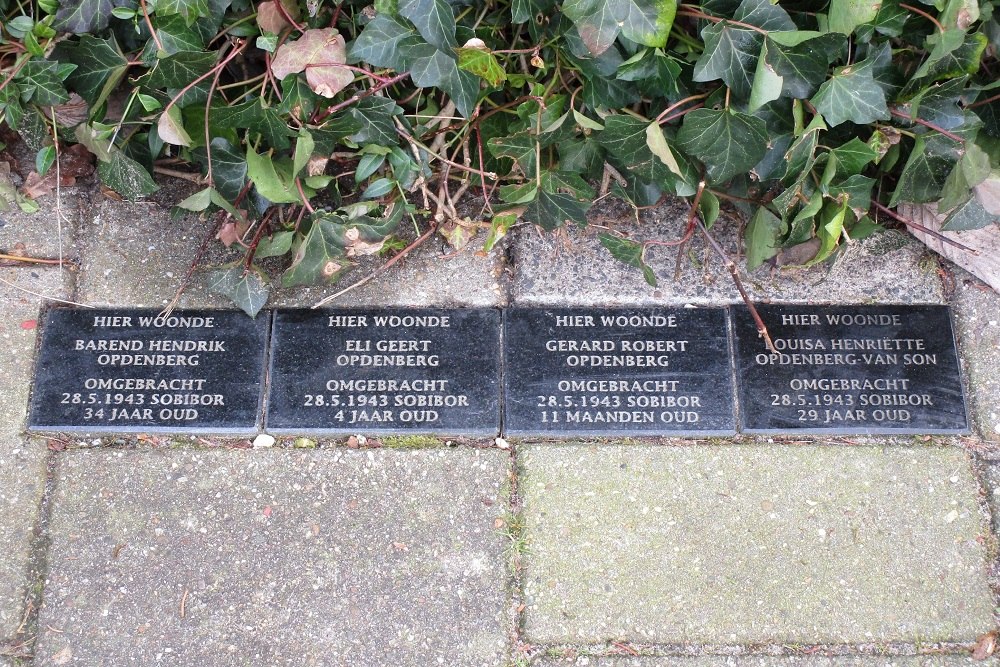 HIER WOONDE
BAREND HENDRIK
OPDENBERG
OMGEBRACHT
28.5.1943 SOBIBOR
34 JAAR OUD
HIER WOONDE
ELI GEERT
OPDENBERG
OMGEBRACHT
28.5.1943 SOBIBOR
4 JAAR OUD
HIER WOONDE
GERARD ROBERT
OPDENBERG
OMGEBRACHT
28.5.1943 SOBIBOR
11 MAANDEN OUD
HIER WOONDE
LOUISA HENRIËTTE
OPDENBERG-VAN SON
OMGEBRACHT
28.5.1943 SOBIBOR
29 JAAR OUD